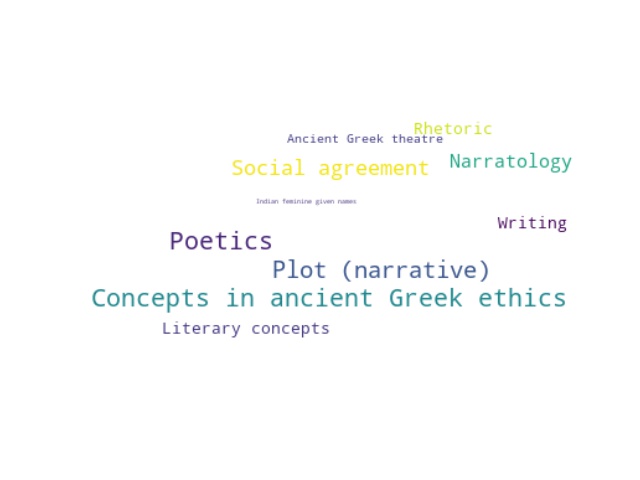 Rhetoric
Ancient Greek theatre
Narratology
Social agreement
Indian feminine given names
Writing
Poetics
Plot (narrative)
Concepts in ancient Greek ethics
Literary concepts